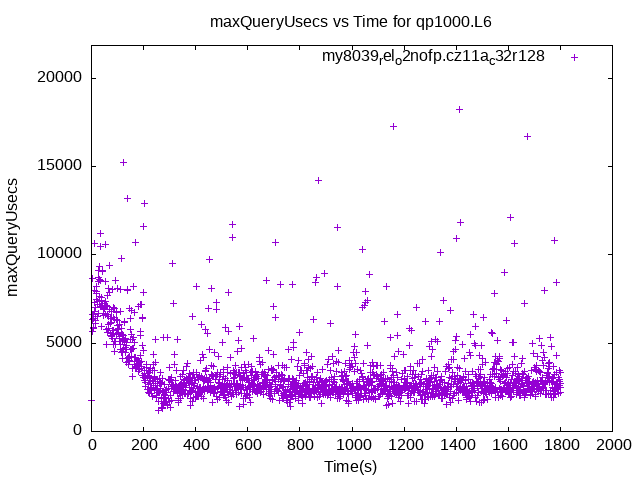 maxQueryUsecs vs Time for qp1000.L6
my8039_rel_o2nofp.cz11a_c32r128
20000
15000
10000
5000
0
maxQueryUsecs
0 200 400 600 800 1000 1200 1400 1600 1800 2000
Time(s)